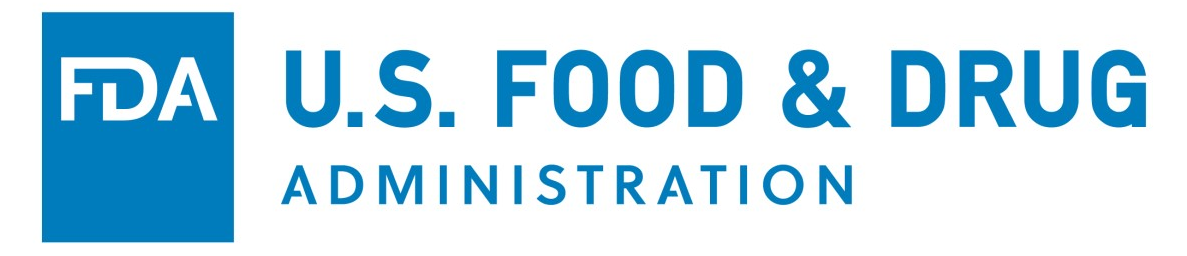 FDA
U.S. FOOD & DRUG
ADMINISTRATION